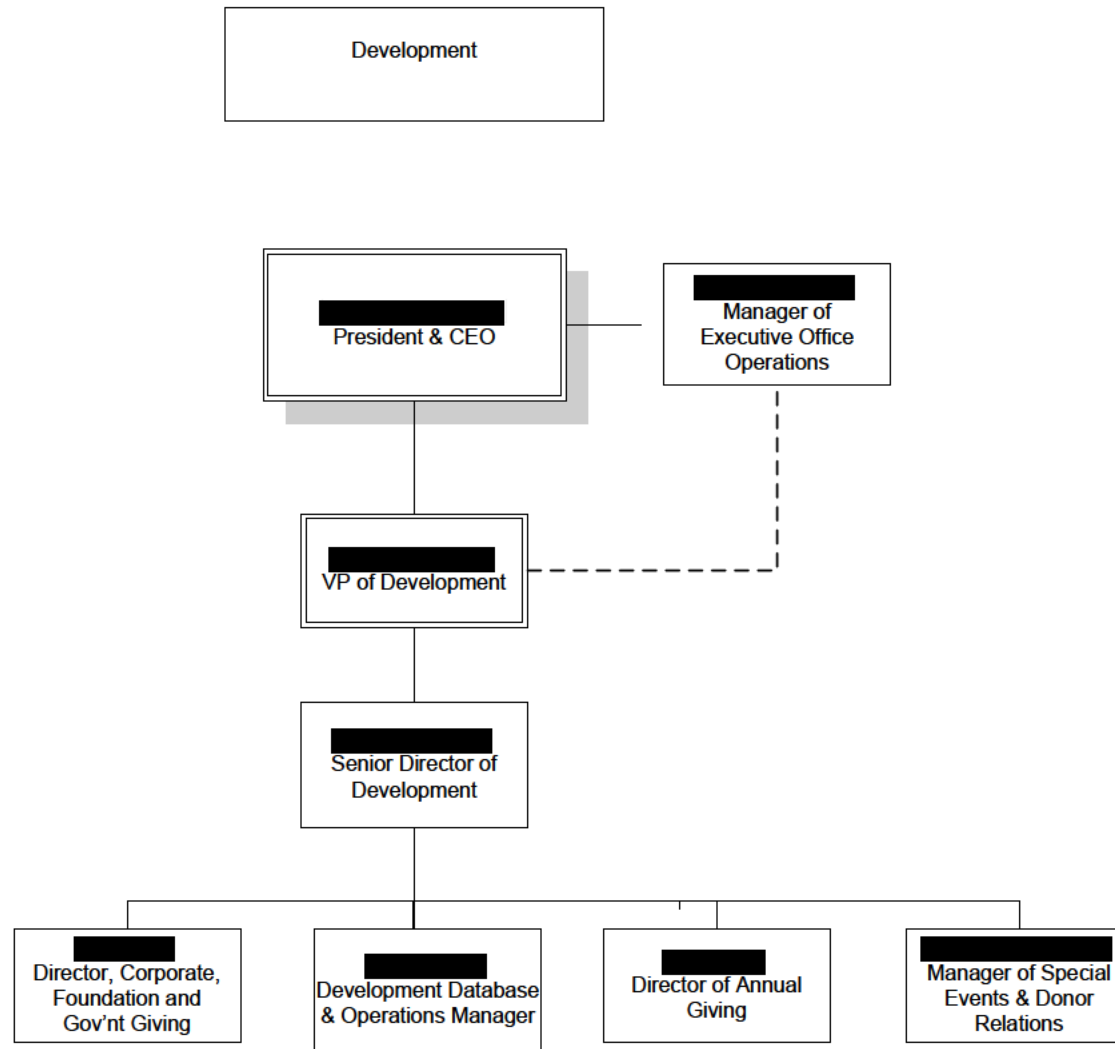 Development
President & CEO
Manager of
Executive Office
Operations
VP of Development
Senior Director of
Development
Director, Corporate,
Foundation and
Gov'nt Giving
Development Database
& Operations Manager
Director of Annual
Giving
Manager of Special
Events & Donor
Relations